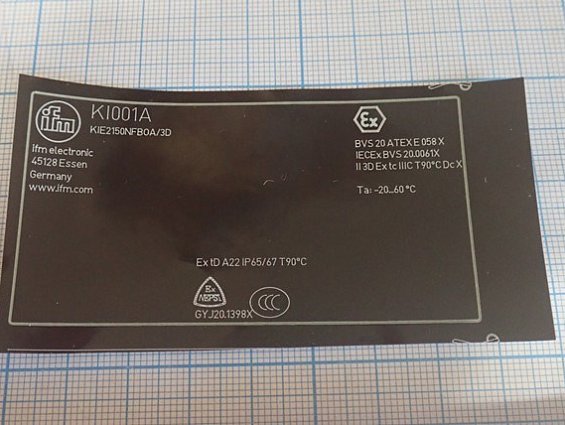 ifm
KI001A
KIE2150NFBOA/3D
ifm electronic
45128 Essen
Germany
www.ifm.com
Ex
BVS 20 ATEX E 058 X
IECEx BVS 20.0061X
II 3D Ex tc IIIC T90°C Dc X
Ta: -20...60 °C
Ex tD A22 IP65/67 T90°C
Ex
NEPSI
CCC
GYJ20.1398X